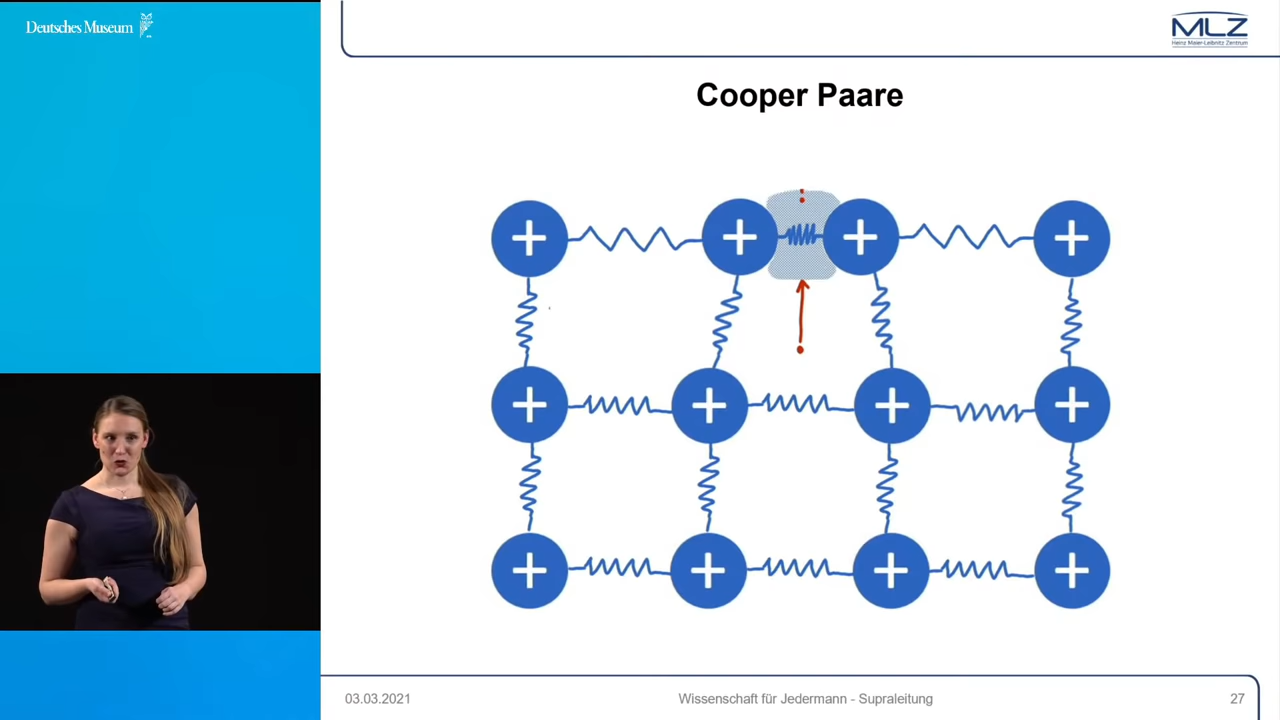 Deutsches Museum
MLZ
Heinz Maier-Leibnitz Zentrum
Cooper Paare
+ + + +
+ + + +
+ + + +
03.03.2021 Wissenschaft für Jedermann - Supraleitung 27